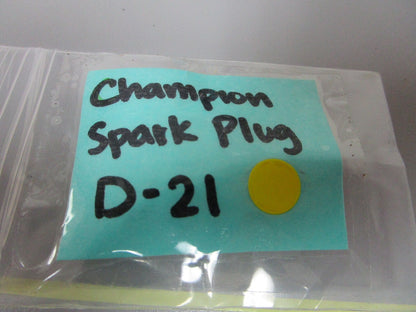 Champion
Spark Plug
D-21